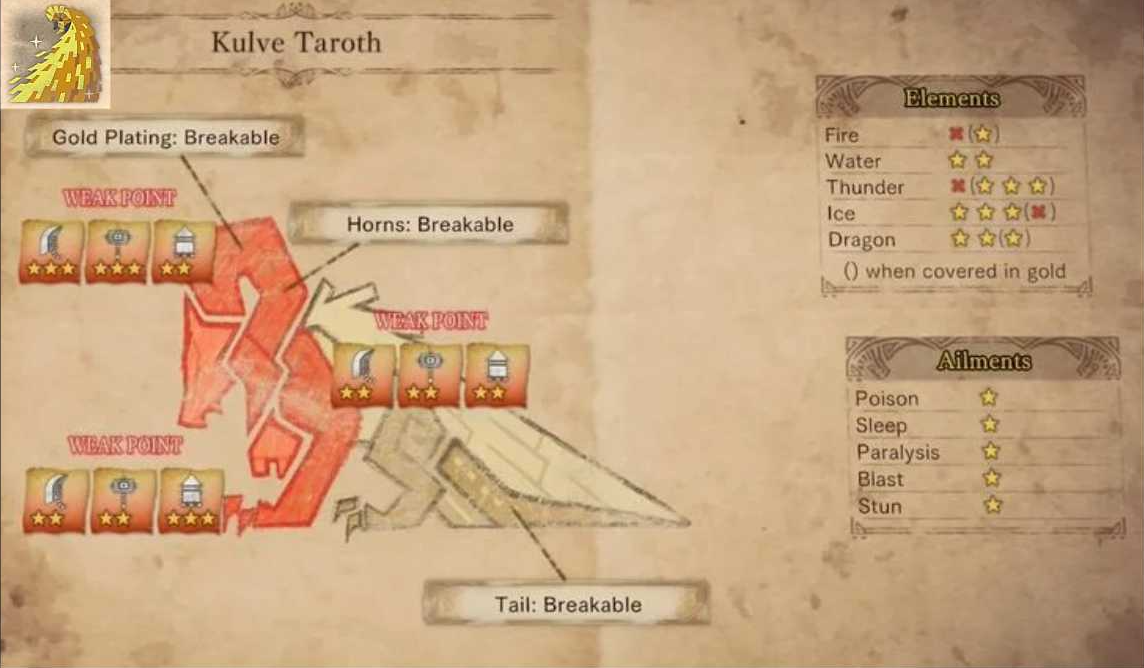 Kulve Taroth
Gold Plating: Breakable
WEAK POINT
Horns: Breakable
WEAK POINT
WEAK POINT
Tail: Breakable
Elements
Fire ✖(☆)
Water ☆☆
Thunder ✖(☆☆☆)
Ice ☆☆☆(✖)
Dragon ☆☆(☆)
() when covered in gold
Ailments
Poison ☆
Sleep ☆
Paralysis ☆
Blast ☆
Stun ☆